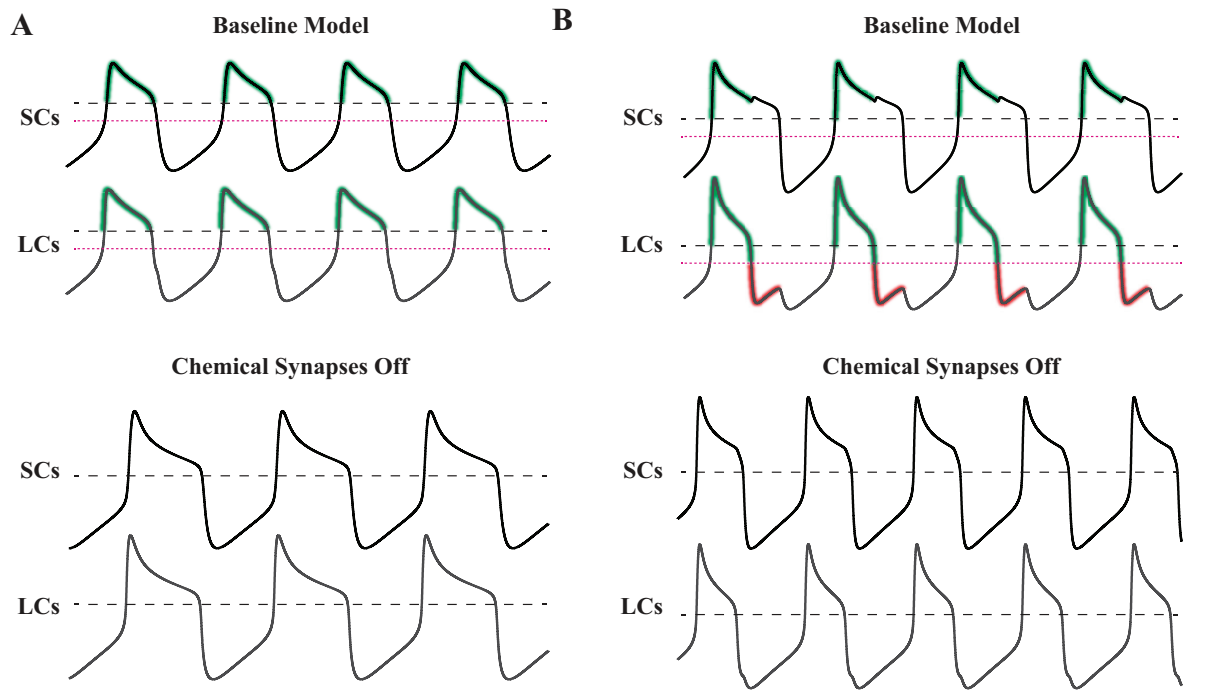 A
Baseline Model
SCs
LCs
Chemical Synapses Off
SCs
LCs
B
Baseline Model
SCs
LCs
Chemical Synapses Off
SCs
LCs